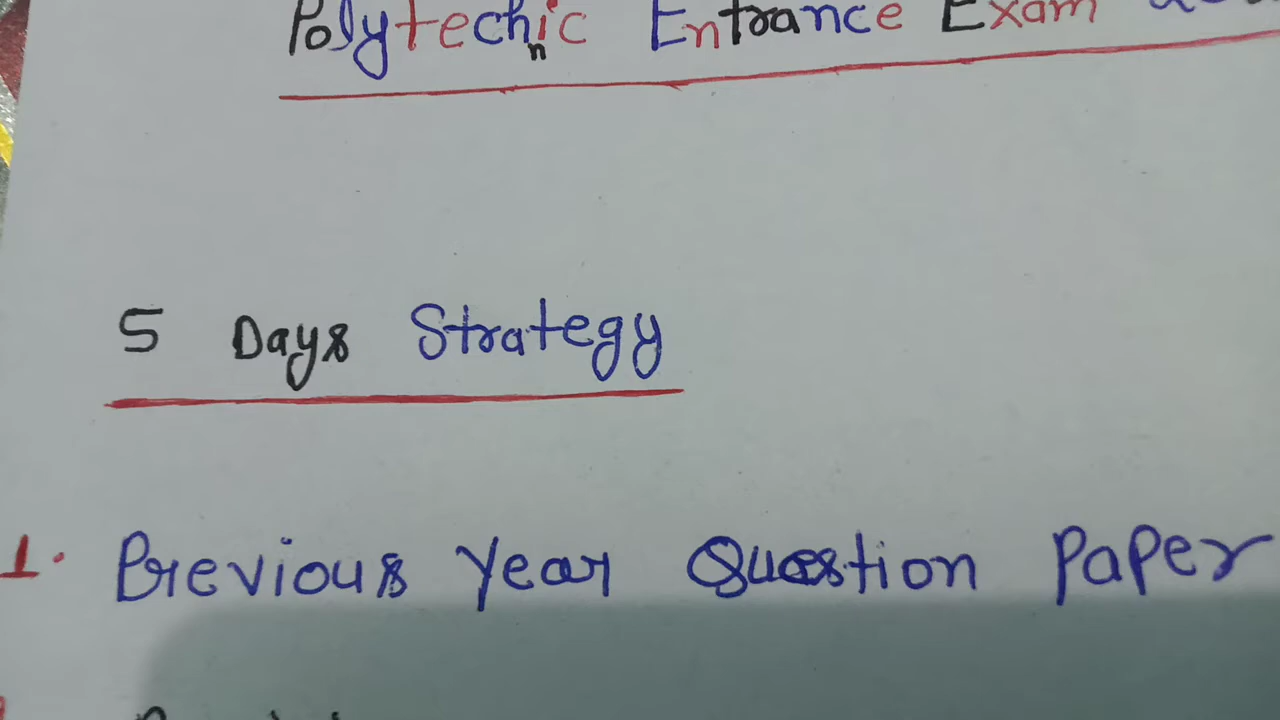 Polytechnic Entrance Exam
5 Days Strategy
1. Previous Year Question Paper